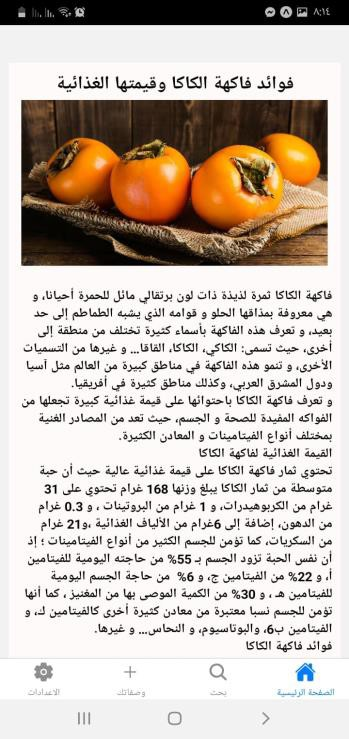 ٨:١٤
فوائد فاكهة الكاكا وقيمتها الغذائية
فاكهة الكاكا ثمرة لذيذة ذات لون برتقالي مائل للحمرة أحيانا، و
هي معروفة بمذاقها الحلو و قوامه الذي يشبه الطماطم إلى حد
بعيد، و تعرف هذه الفاكهة بأسماء كثيرة تختلف من منطقة إلى
أخرى، حيث تسمى: الكاكي، الكاكا، القاقا... و غيرها من التسميات
الأخرى، و تنمو هذه الفاكهة في مناطق كبيرة من العالم مثل آسيا
ودول المشرق العربي، وكذلك مناطق كثيرة في أفريقيا.
و تعرف فاكهة الكاكا باحتوائها على قيمة غذائية كبيرة تجعلها من
الفواكه المفيدة للصحة و الجسم، حيث تعد من المصادر الغنية
بمختلف أنواع الفيتامينات و المعادن الكثيرة.
القيمة الغذائية لفاكهة الكاكا
تحتوي ثمار فاكهة الكاكا على قيمة غذائية عالية حيث أن حبة
متوسطة من ثمار الكاكا يبلغ وزنها 168 غرام تحتوي على 31
غرام من الكربوهيدرات، و 1 غرام من البروتينات ، و 0.3 غرام
من الدهون، إضافة إلى 6غرام من الألياف الغذائية ،و21 غرام
من السكريات، كما تؤمن للجسم الكثير من أنواع الفيتامينات ؛ إذ
أن نفس الحبة تزود الجسم بـ 55% من حاجته اليومية للفيتامين
أ، و 22% من الفيتامين ج، و 6% من حاجة الجسم اليومية
للفيتامين هـ ، و 30% من الكمية الموصى بها من المغنيز ، كما أنها
تؤمن للجسم نسبا معتبرة من معادن كثيرة أخرى كالفيتامين ك، و
الفيتامين ب6، والبوتاسيوم، و النحاس... و غيرها.
فوائد فاكهة الكاكا
الصفحة الرئيسية
بحث
وصفاتك
الاعدادات